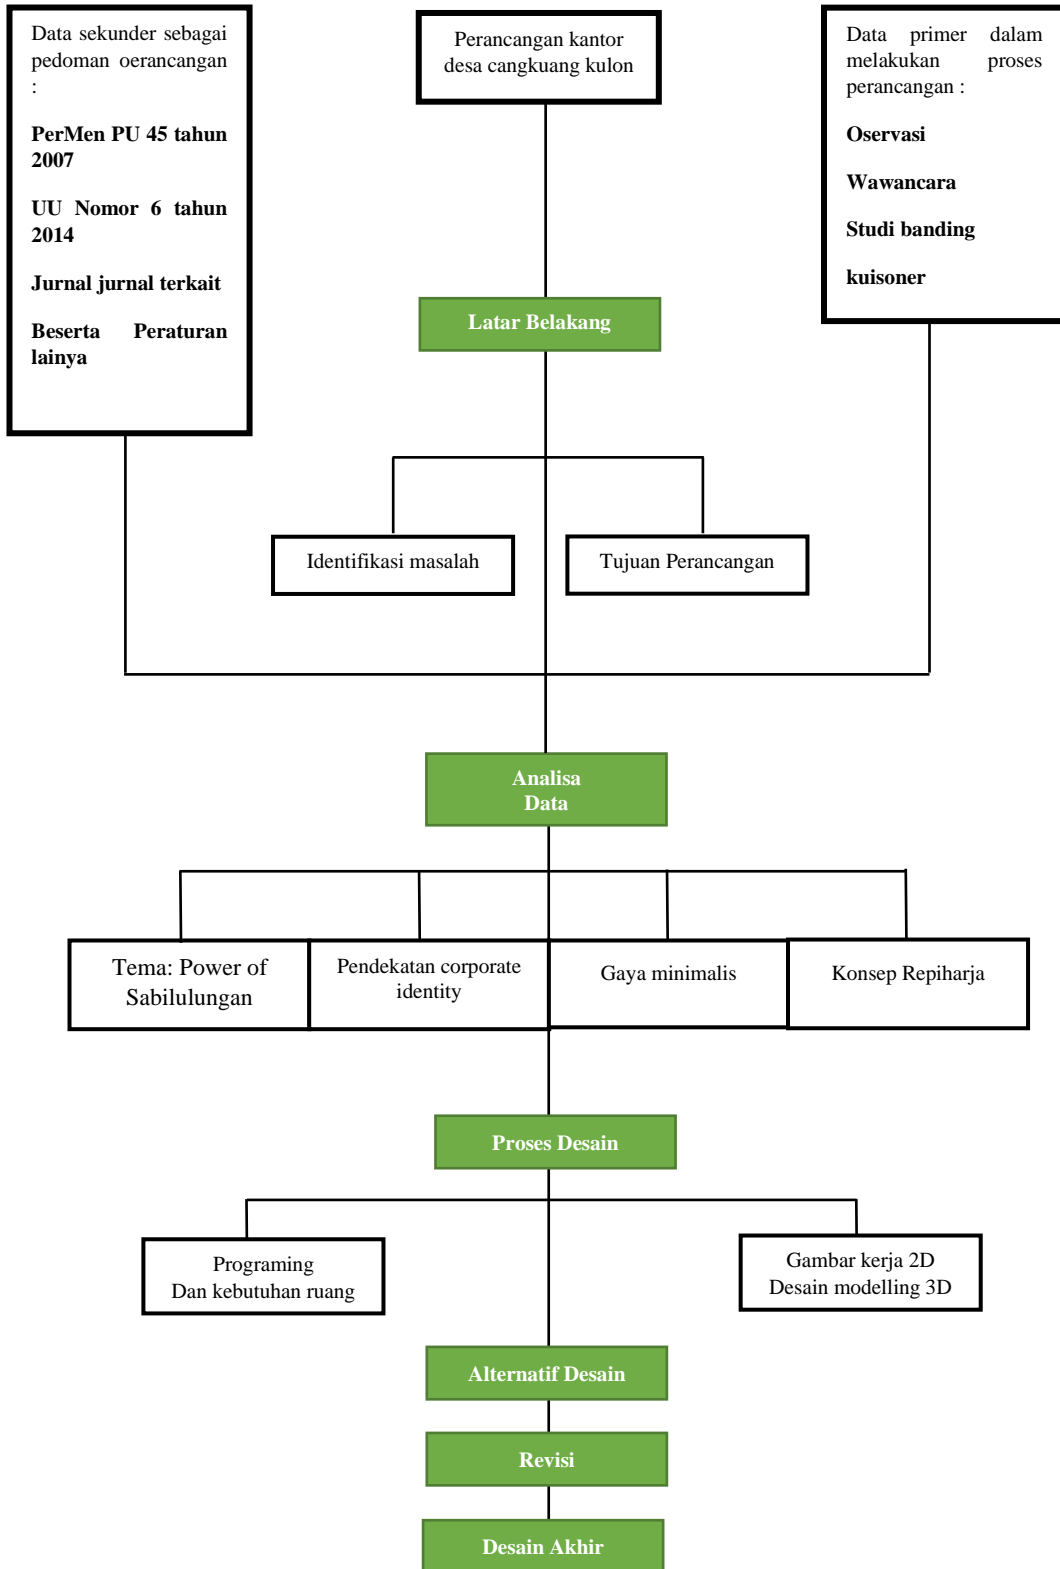 Data sekunder sebagai
pedoman oerancangan
:
PerMen PU 45 tahun
2007
UU Nomor 6 tahun
2014
Jurnal jurnal terkait
Beserta Peraturan
lainya
Perancangan kantor
desa cangkuang kulon
Data primer dalam
melakukan proses
perancangan :
Oservasi
Wawancara
Studi banding
kuisoner
Latar Belakang
Identifikasi masalah
Tujuan Perancangan
Analisa
Data
Tema: Power of
Sabilulungan
Pendekatan corporate
identity
Gaya minimalis
Konsep Repiharja
Proses Desain
Programing
Dan kebutuhan ruang
Gambar kerja 2D
Desain modelling 3D
Alternatif Desain
Revisi
Desain Akhir